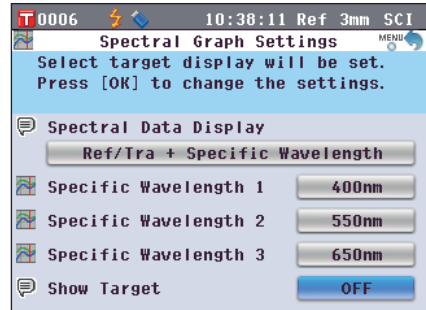 T0006 10:38:11 Ref 3mm SCI
Spectral Graph Settings MENU
Select target display will be set.
Press [OK] to change the settings.
Spectral Data Display
Ref/Tra + Specific Wavelength
Specific Wavelength 1 400nm
Specific Wavelength 2 550nm
Specific Wavelength 3 650nm
Show Target OFF